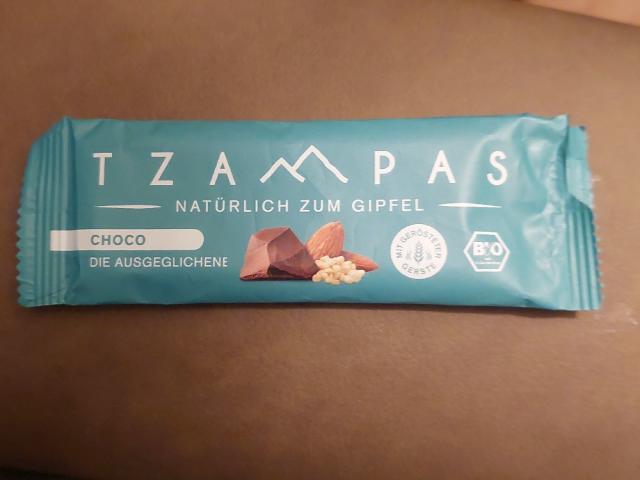 TZAMPAS
NATÜRLICH ZUM GIPFEL
CHOCO
DIE AUSGEGLICHENE
MIT GERÖSTETER
GERSTE
BIO